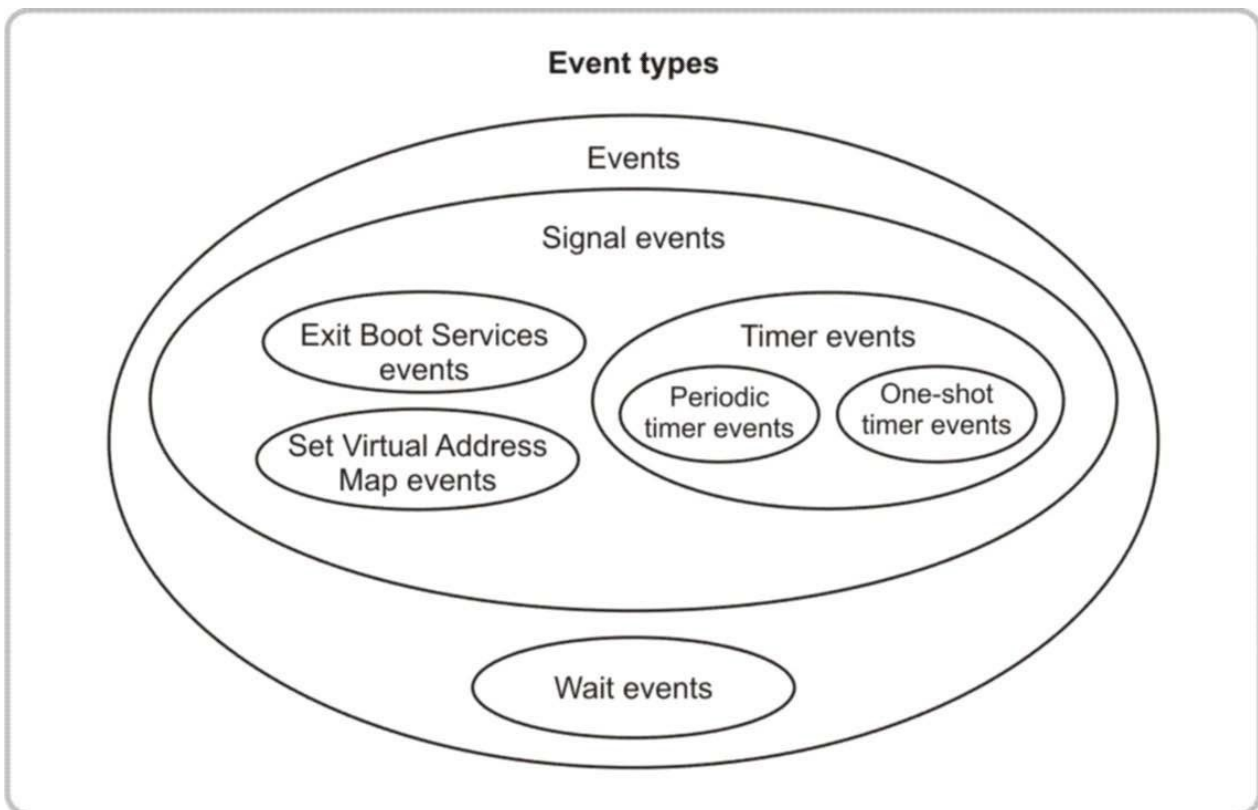 Event types
Events
Signal events
Exit Boot Services
events
Timer events
Periodic
timer events
One-shot
timer events
Set Virtual Address
Map events
Wait events